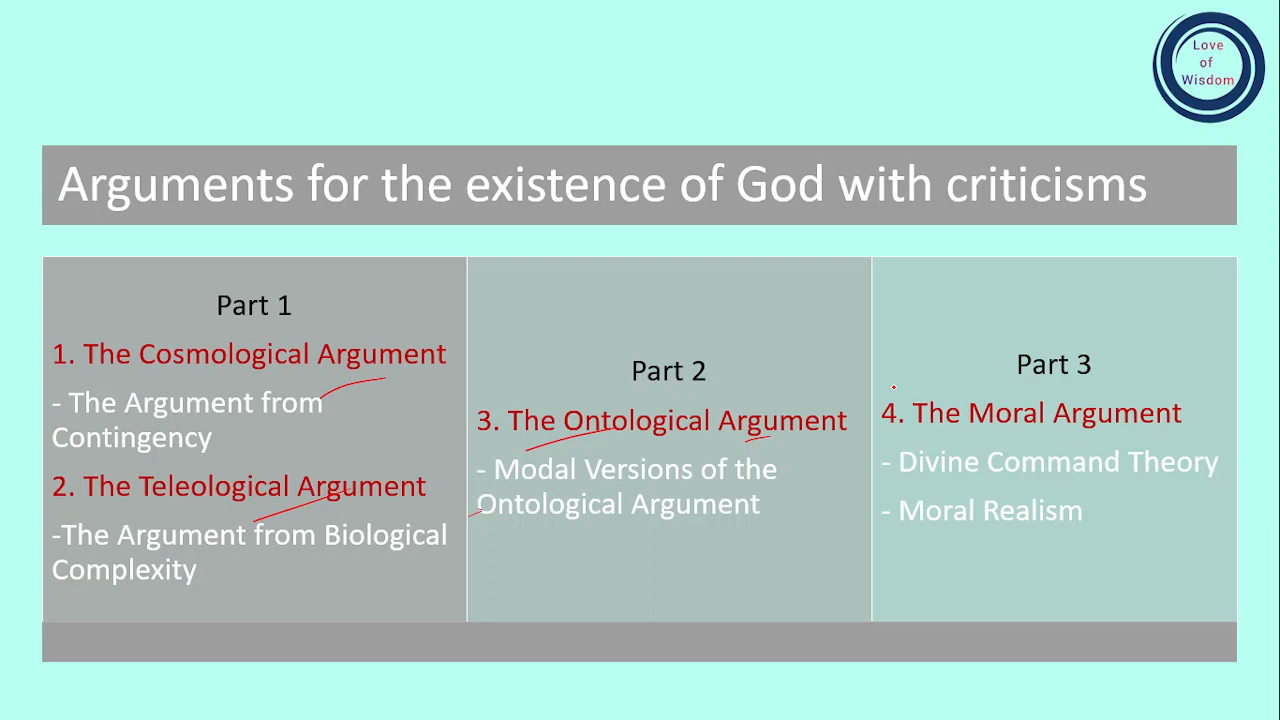 Love
of
Wisdom
Arguments for the existence of God with criticisms
Part 1
1. The Cosmological Argument
- The Argument from
Contingency
2. The Teleological Argument
-The Argument from Biological
Complexity
Part 2
3. The Ontological Argument
- Modal Versions of the
Ontological Argument
Part 3
4. The Moral Argument
- Divine Command Theory
- Moral Realism